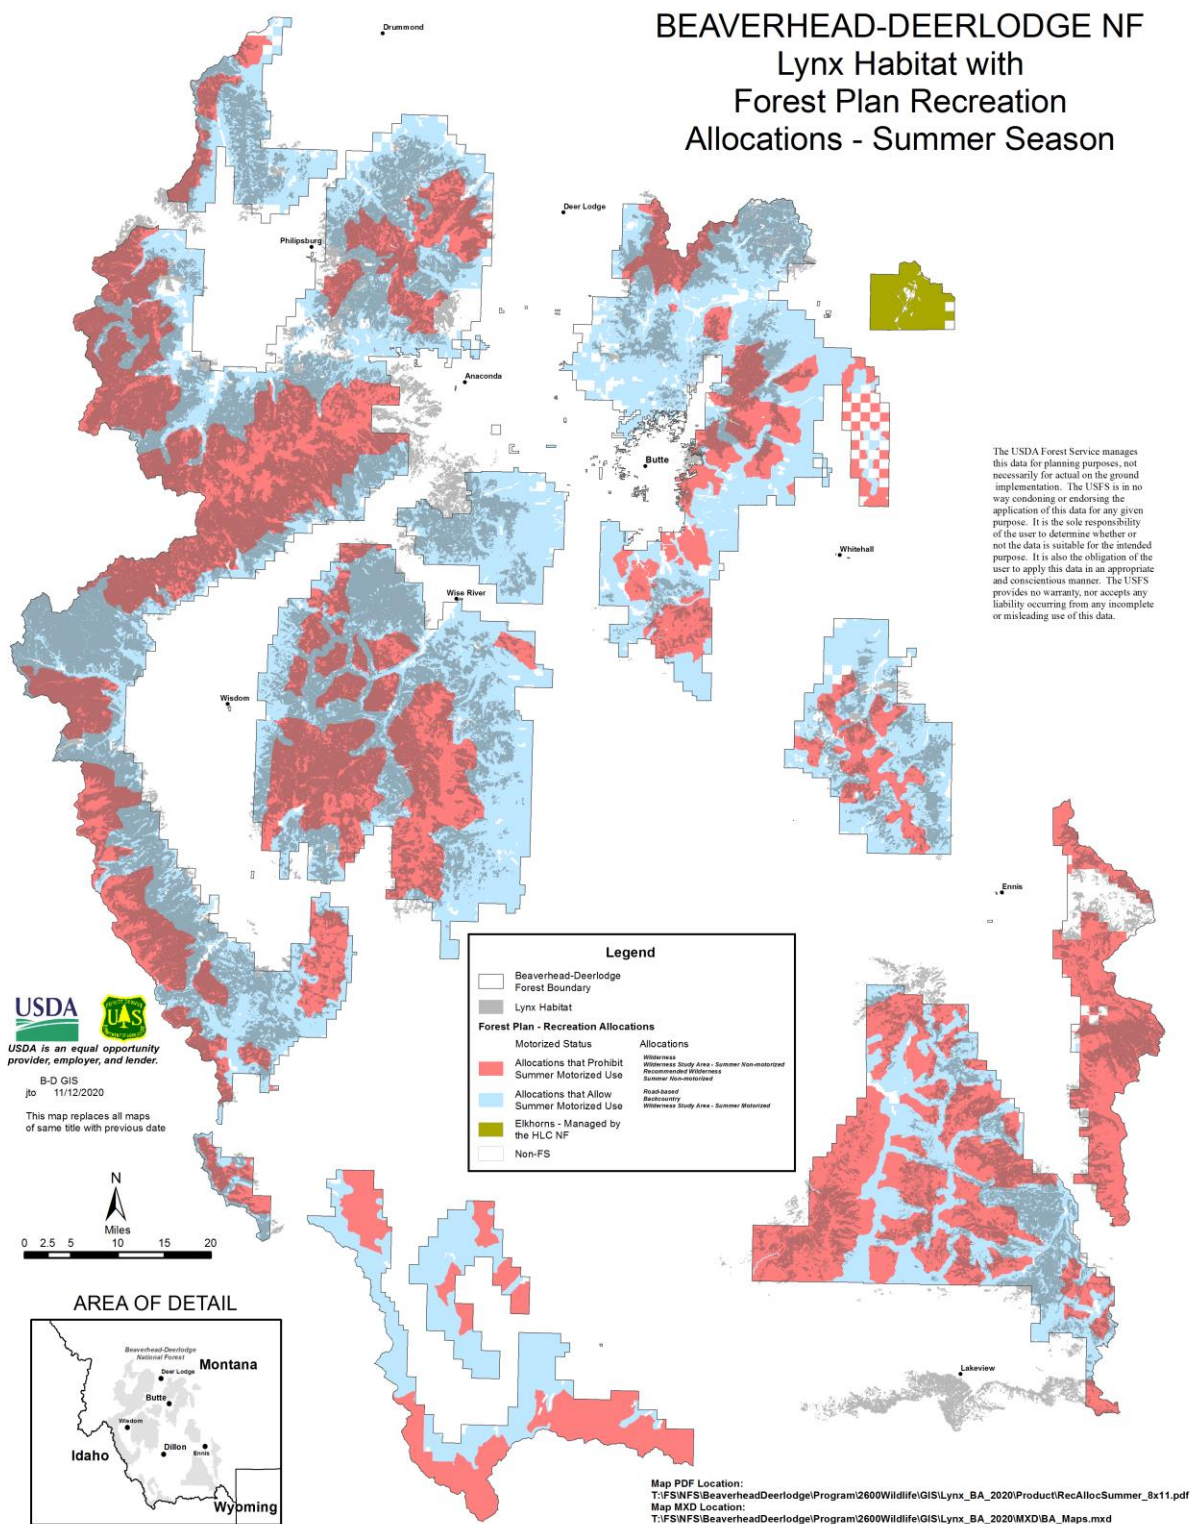 BEAVERHEAD-DEERLODGE NF
Lynx Habitat with
Forest Plan Recreation
Allocations - Summer Season
Drummond
Deer Lodge
Philipsburg
Anaconda
Butte
Whitehall
Wise River
Wisdom
Ennis
Lakeview
The USDA Forest Service manages
this data for planning purposes, not
necessarily for actual on the ground
implementation. The USFS is in no
way condoning or endorsing the
application of this data for any given
purpose. It is the sole responsibility
of the user to determine whether or
not the data is suitable for the intended
purpose. It is also the obligation of the
user to apply this data in an appropriate
and conscientious manner. The USFS
provides no warranty, nor accepts any
liability occurring from any incomplete
or misleading use of this data.
Legend
Beaverhead-Deerlodge
Forest Boundary
Lynx Habitat
Forest Plan - Recreation Allocations
Motorized Status Allocations
Allocations that Prohibit
Summer Motorized Use
Wilderness
Wilderness Study Area - Summer Non-motorized
Recommended Wilderness
Summer Non-motorized
Allocations that Allow
Summer Motorized Use
Road-based
Backcountry
Wilderness Study Area - Summer Motorized
Elkhorns - Managed by
the HLC NF
Non-FS
USDA
FOREST SERVICE
U S
DEPARTMENT OF AGRICULTURE
USDA is an equal opportunity
provider, employer, and lender.
B-D GIS
jto 11/12/2020
This map replaces all maps
of same title with previous date
N
Miles
0 2.5 5 10 15 20
AREA OF DETAIL
Beaverhead-Deerlodge
National Forest
Montana
Deer Lodge
Butte
Wisdom
Dillon
Ennis
Idaho
Wyoming
Map PDF Location:
T:\FS\NFS\BeaverheadDeerlodge\Program\2600Wildlife\GIS\Lynx_BA_2020\Product\RecAllocSummer_8x11.pdf
Map MXD Location:
T:\FS\NFS\BeaverheadDeerlodge\Program\2600Wildlife\GIS\Lynx_BA_2020\MXD\BA_Maps.mxd